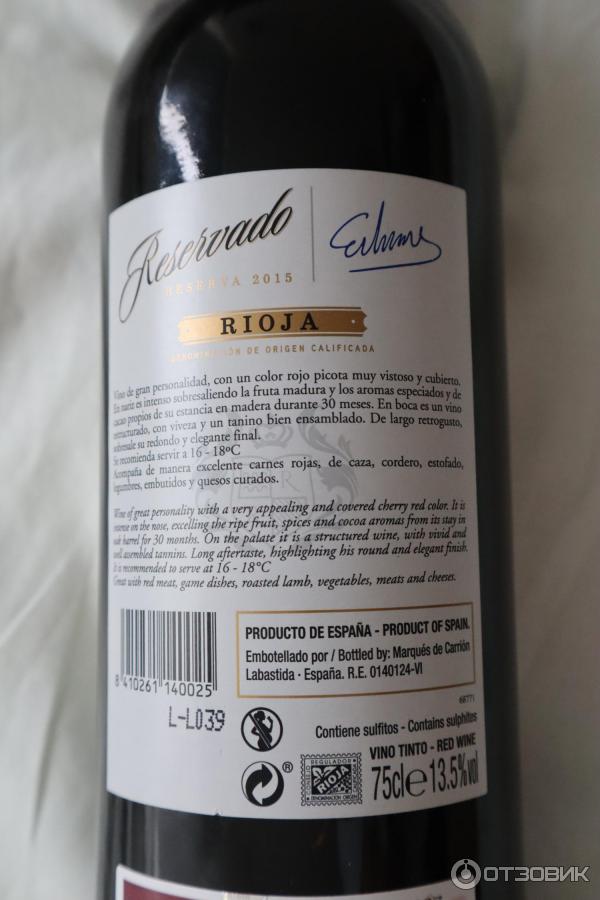 Reservado
RESERVA 2015
RIOJA
DENOMINACIÓN DE ORIGEN CALIFICADA
Vino de gran personalidad, con un color rojo picota muy vistoso y cubierto.
En nariz es intenso sobresaliendo la fruta madura y los aromas especiados y de
cacao propios de su estancia en madera durante 30 meses. En boca es un vino
estructurado, con viveza y un tanino bien ensamblado. De largo retrogusto,
sobresale su redondo y elegante final.
Se recomienda servir a 16 - 18ºC
Acompaña de manera excelente carnes rojas, de caza, cordero, estofado,
legumbres, embutidos y quesos curados.
Wine of great personality with a very appealing and covered cherry red color. It is
intense on the nose, excelling the ripe fruit, spices and cocoa aromas from its stay in
oak barrel for 30 months. On the palate it is a structured wine, with vivid and
well assembled tannins. Long aftertaste, highlighting his round and elegant finish.
It is recommended to serve at 16 - 18°C
Great with red meat, game dishes, roasted lamb, vegetables, meats and cheeses.
PRODUCTO DE ESPAÑA - PRODUCT OF SPAIN.
Embotellado por / Bottled by: Marqués de Carrión
Labastida - España. R.E. 0140124-VI
8 410261 140025
L-L039
68771
Contiene sulfitos - Contains sulphites
VINO TINTO - RED WINE
75cl e 13.5%vol
®
REGULADOR
RIOJA
DENOMINACIÓN ORIGEN
ОТЗОВИК